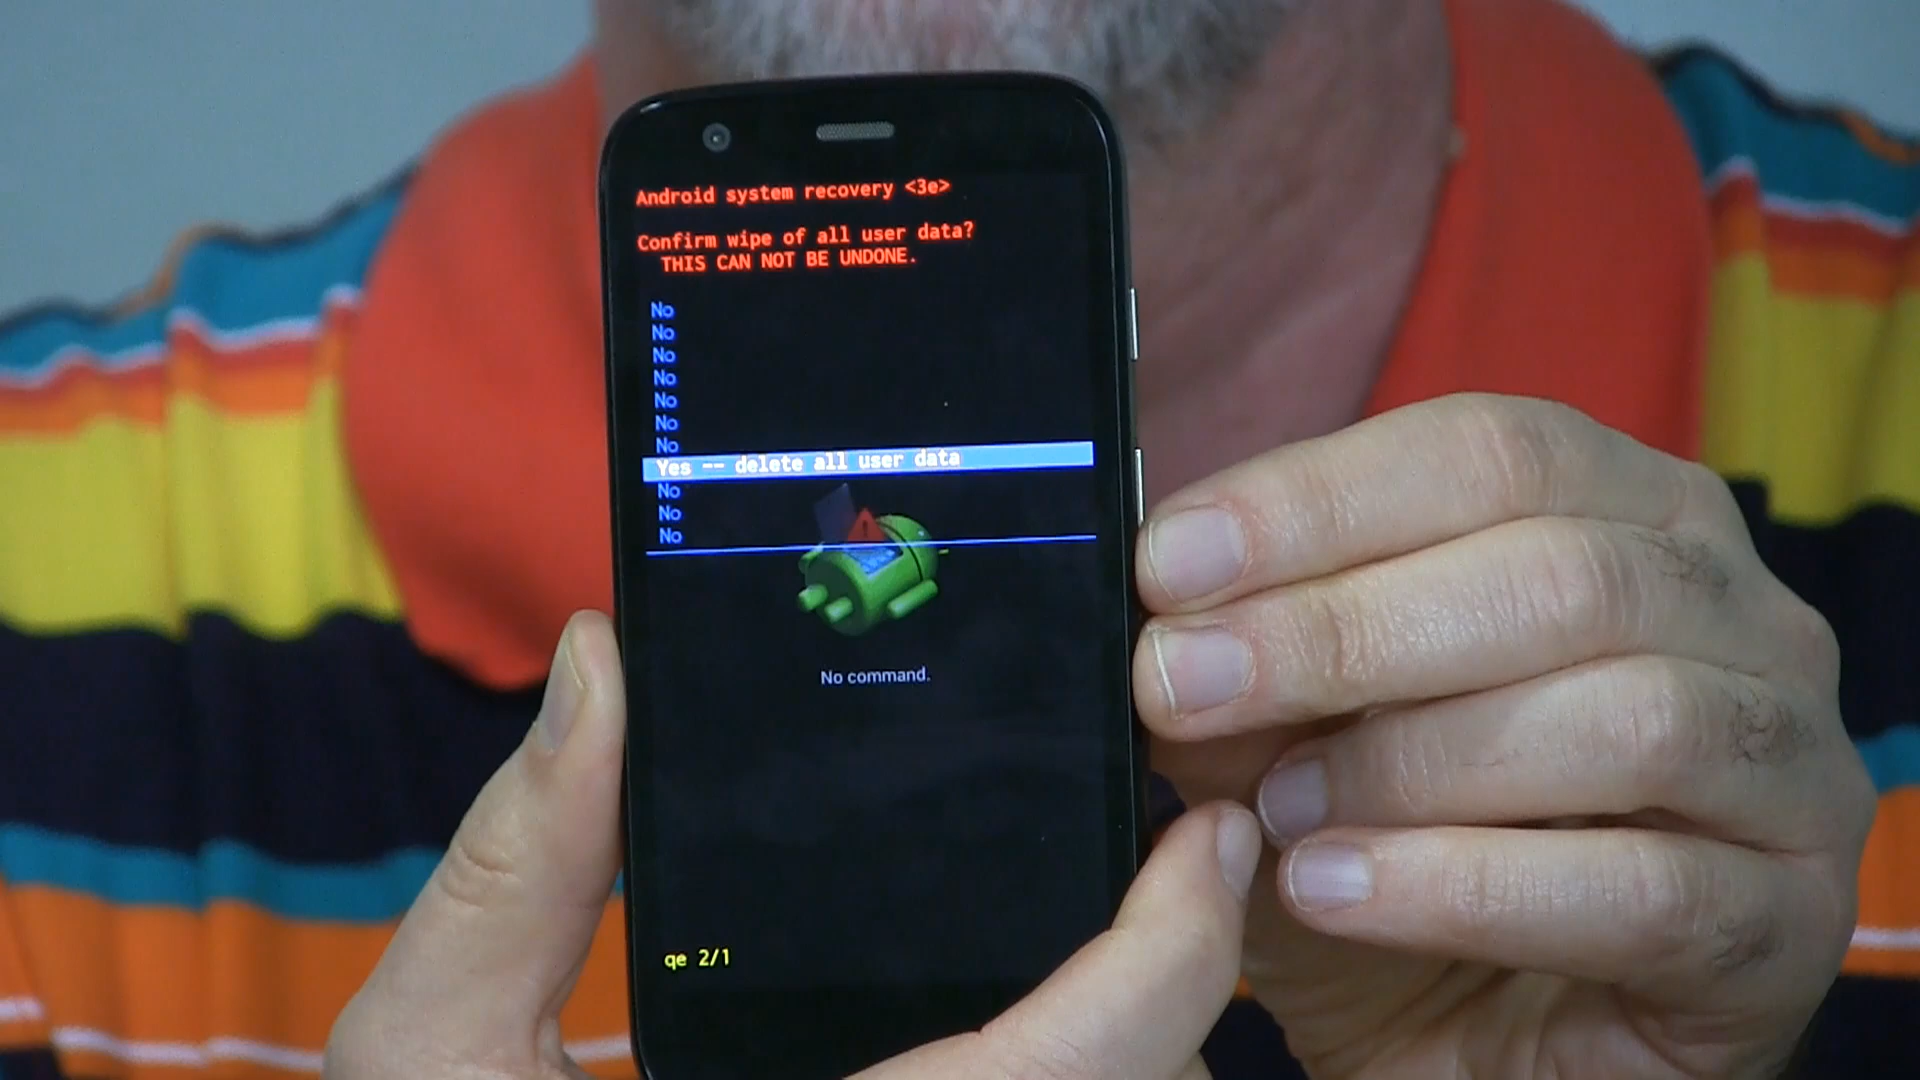 Android system recovery <3e>
Confirm wipe of all user data?
THIS CAN NOT BE UNDONE.
No
No
No
No
No
No
No
Yes -- delete all user data
No
No
No
No command.
qe 2/1